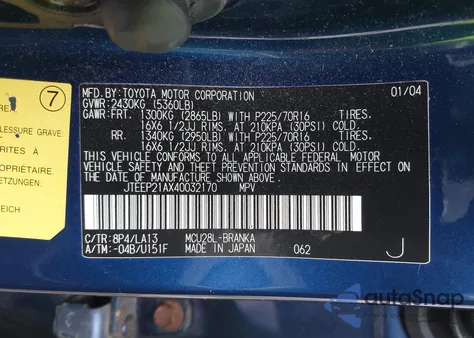 MFD.BY:TOYOTA MOTOR CORPORATION 01/04
GVWR:2430KG (5360LB)
GAWR:FRT. 1300KG (2865LB) WITH P225/70R16 TIRES.
16X6 1/2JJ RIMS. AT 210KPA (30PSI) COLD.
RR. 1340KG (2950LB) WITH P225/70R16 TIRES.
16X6 1/2JJ RIMS. AT 210KPA (30PSI) COLD.
THIS VEHICLE CONFORMS TO ALL APPLICABLE FEDERAL MOTOR
VEHICLE SAFETY AND THEFT PREVENTION STANDARDS IN EFFECT ON
THE DATE OF MANUFACTURE SHOWN ABOVE.
JTEEP21AX40032170 MPV
C/TR:8P4/LA13 MCU28L-BRANKA
A/TM:-04B/U151F MADE IN JAPAN 062 J
7
LESSURE GRAVE
RITES À
PROPIÉTAIRE.
EICH
autoSnap